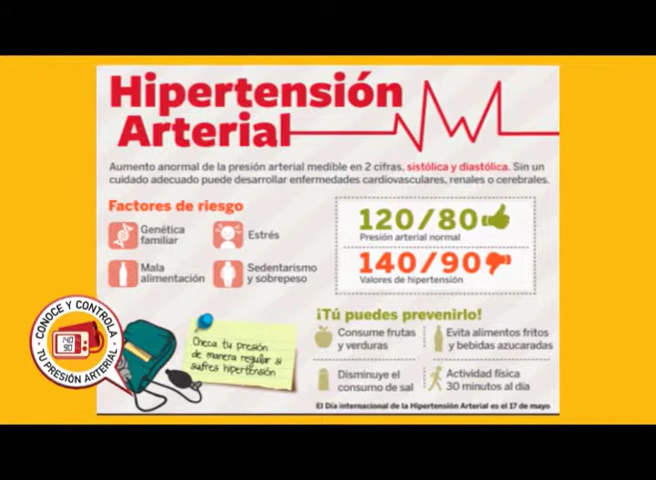 Hipertensión
Arterial
Aumento anormal de la presión arterial medible en 2 cifras, sistólica y diastólica. Sin un
cuidado adecuado puede desarrollar enfermedades cardiovasculares, renales o cerebrales.
Factores de riesgo
Genética
familiar
Estrés
Mala
alimentación
Sedentarismo
y sobrepeso
120/80
Presión arterial normal
140/90
Valores de hipertensión
CONOCE Y CONTROLA
140
90
TU PRESIÓN ARTERIAL
Checa tu presión
de manera regular si
sufres hipertensión
¡Tú puedes prevenirlo!
Consume frutas
y verduras
Evita alimentos fritos
y bebidas azucaradas
Disminuye el
consumo de sal
Actividad física
30 minutos al día
El Día internacional de la Hipertensión Arterial es el 17 de mayo